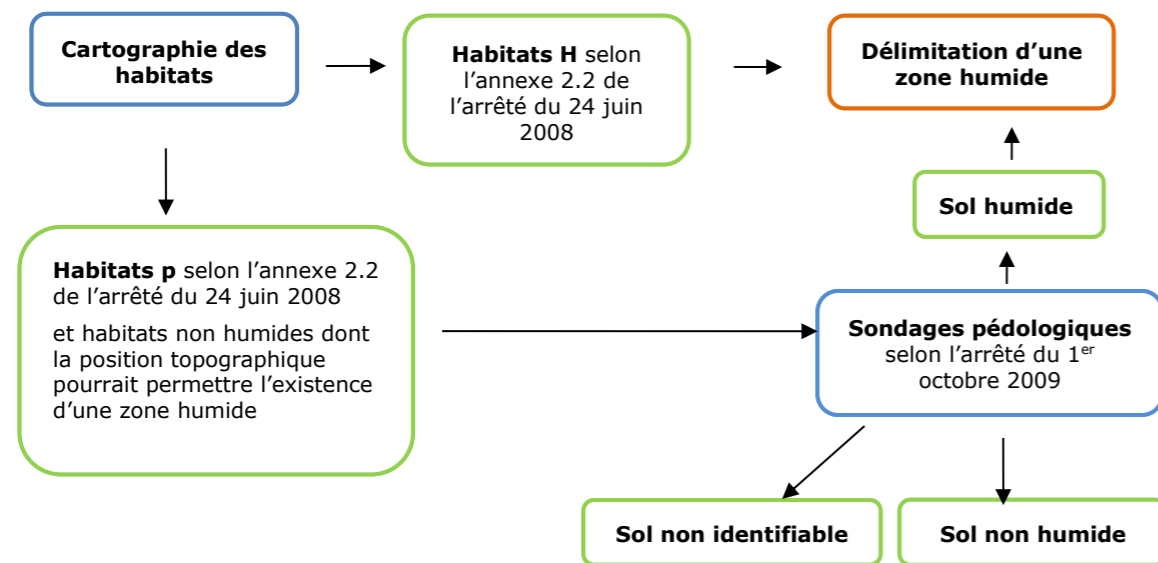 Cartographie des
habitats
Habitats H selon
l’annexe 2.2 de
l’arrêté du 24 juin
2008
Délimitation d’une
zone humide
Sol humide
Habitats p selon l’annexe 2.2
de l’arrêté du 24 juin 2008
et habitats non humides dont
la position topographique
pourrait permettre l’existence
d’une zone humide
Sondages pédologiques
selon l’arrêté du 1er
octobre 2009
Sol non identifiable
Sol non humide